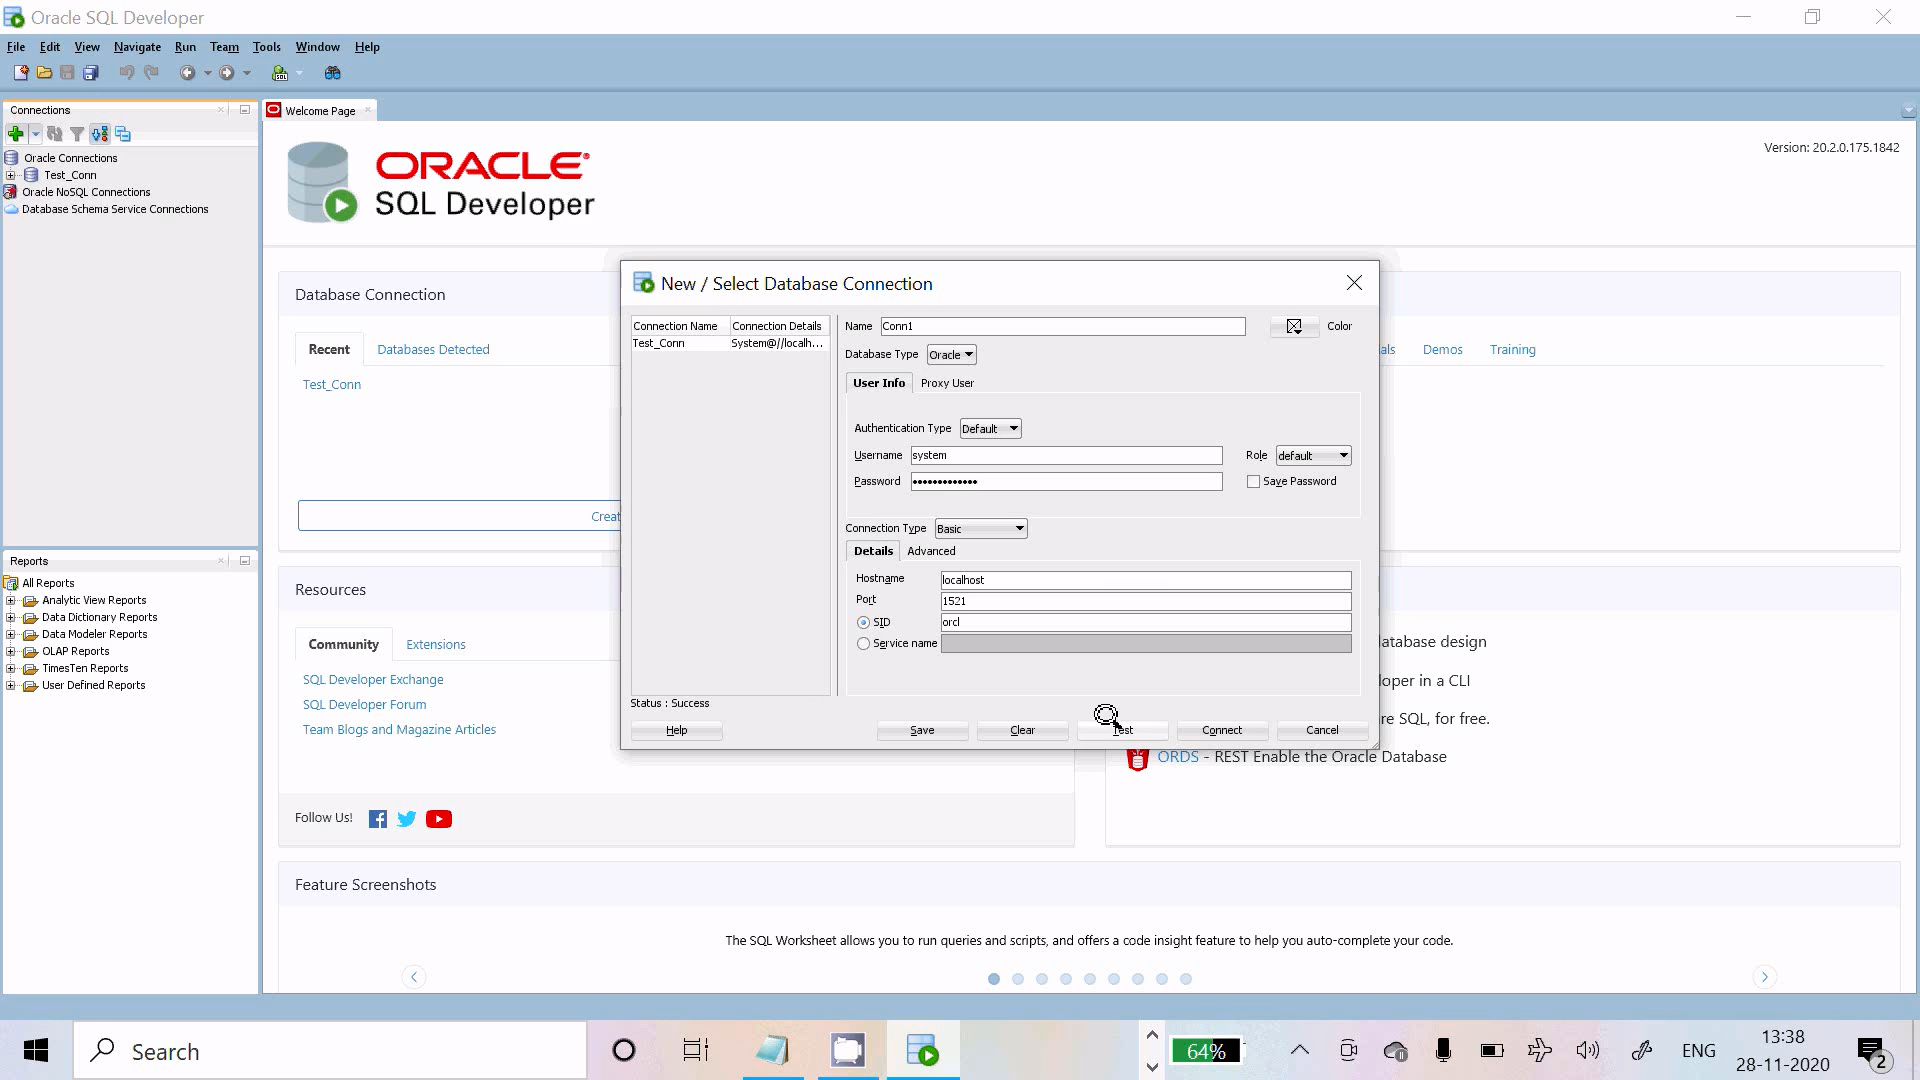 Oracle SQL Developer
File Edit View Navigate Run Team Tools Window Help
Connections
Oracle Connections
Test_Conn
Oracle NoSQL Connections
Database Schema Service Connections
Reports
All Reports
Analytic View Reports
Data Dictionary Reports
Data Modeler Reports
OLAP Reports
TimesTen Reports
User Defined Reports
Welcome Page
ORACLE
SQL Developer
Version: 20.2.0.175.1842
Database Connection
Recent Databases Detected
Test_Conn
Creat
Resources
Community Extensions
SQL Developer Exchange
SQL Developer Forum
Team Blogs and Magazine Articles
Follow Us!
als Demos Training
atabase design
loper in a CLI
re SQL, for free.
ORDS - REST Enable the Oracle Database
Feature Screenshots
The SQL Worksheet allows you to run queries and scripts, and offers a code insight feature to help you auto-complete your code.
New / Select Database Connection
Connection Name Connection Details
Test_Conn System@//localh...
Name Conn1 Color
Database Type Oracle
User Info Proxy User
Authentication Type Default
Username system Role default
Password ••••••••••••• Save Password
Connection Type Basic
Details Advanced
Hostname localhost
Port 1521
SID orcl
Service name
Status : Success
Help Save Clear Test Connect Cancel
Search
64%
ENG
13:38
28-11-2020
2